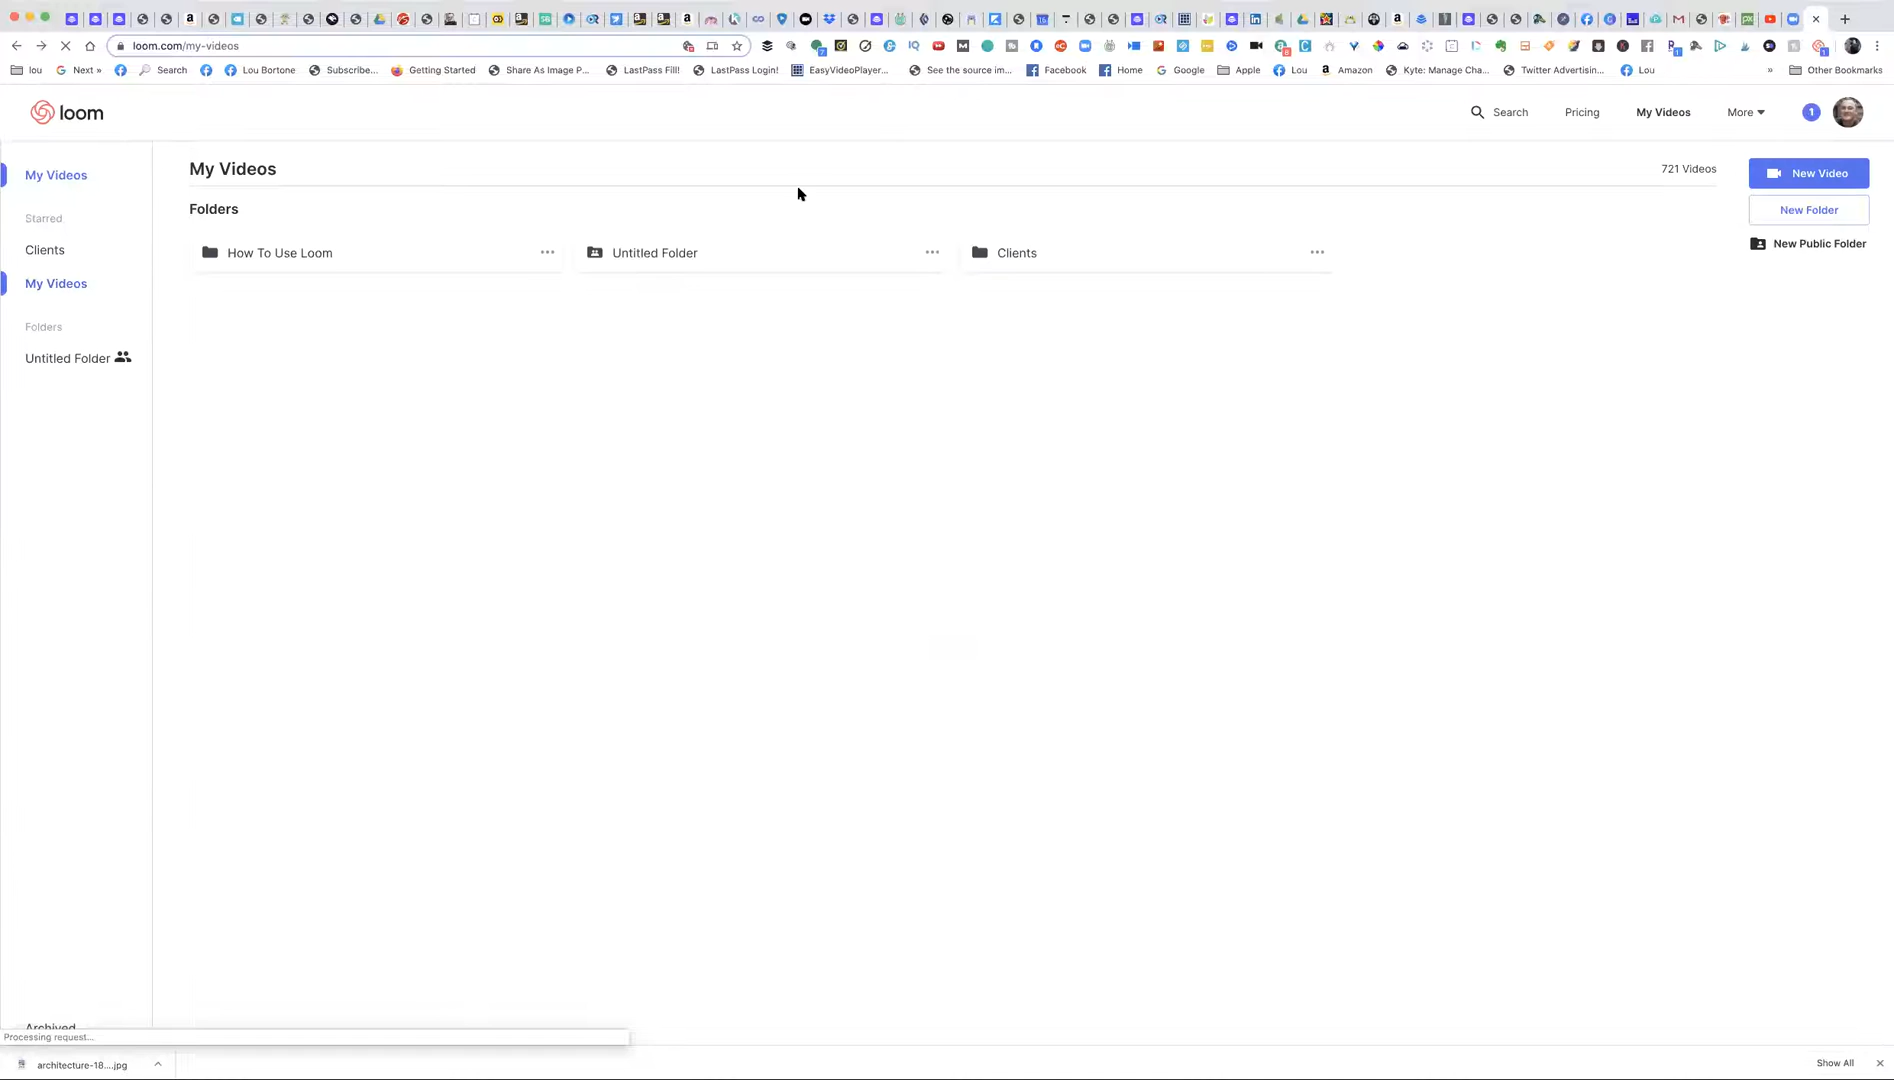 loom.com/my-videos
lou
Next »
Search
Lou Bortone
Subscribe...
Getting Started
Share As Image P...
LastPass Fill!
LastPass Login!
EasyVideoPlayer...
See the source im...
Facebook
Home
Google
Apple
Lou
Amazon
Kyte: Manage Cha...
Twitter Advertisin...
Lou
»
Other Bookmarks
loom
Search
Pricing
My Videos
More
1
My Videos
My Videos
721 Videos
New Video
Starred
Folders
New Folder
Clients
How To Use Loom
Untitled Folder
Clients
New Public Folder
My Videos
Folders
Untitled Folder
Archived
Processing request...
architecture-18....jpg
Show All